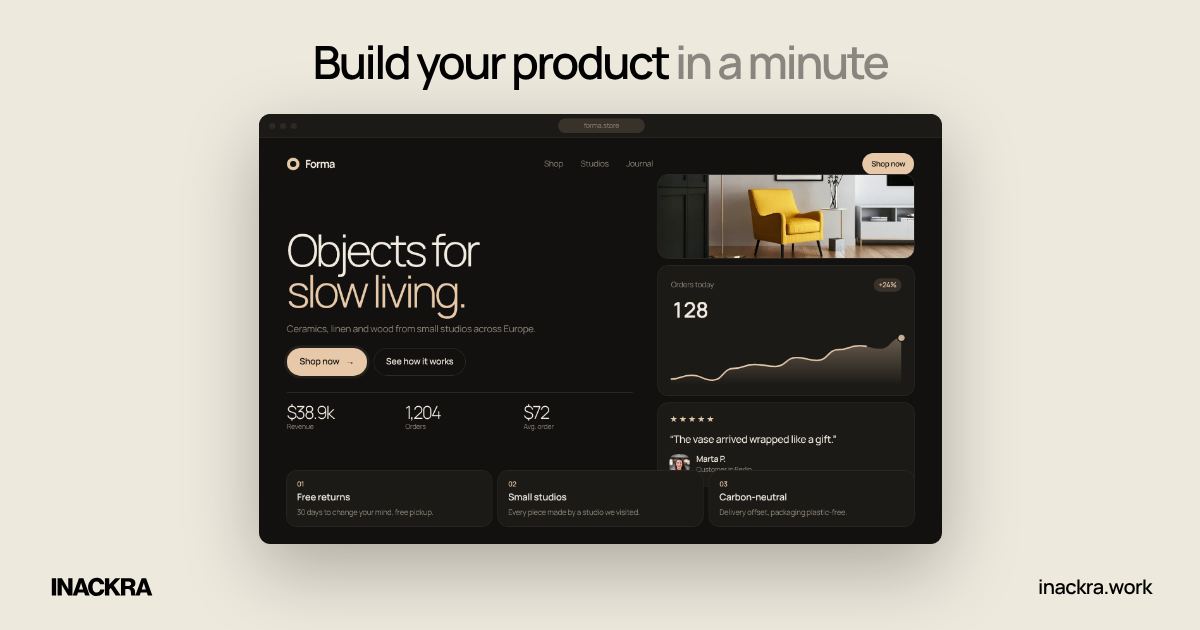 Build your product in a minute
forma.store
Forma
Shop
Studios
Journal
Shop now
Objects for
slow living.
Ceramics, linen and wood from small studios across Europe.
Shop now →
See how it works
$38.9k
Revenue
1,204
Orders
$72
Avg. order
Orders today
+24%
128
★★★★★
“The vase arrived wrapped like a gift.”
Marta P.
Customer in Berlin
01
Free returns
30 days to change your mind, free pickup.
02
Small studios
Every piece made by a studio we visited.
03
Carbon-neutral
Delivery offset, packaging plastic-free.
INACKRA
inackra.work